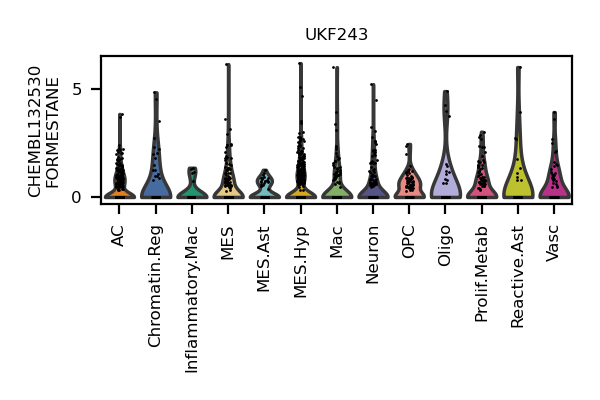 UKF243
CHEMBL132530
FORMESTANE
5
0
AC
Chromatin.Reg
Inflammatory.Mac
MES
MES.Ast
MES.Hyp
Mac
Neuron
OPC
Oligo
Prolif.Metab
Reactive.Ast
Vasc